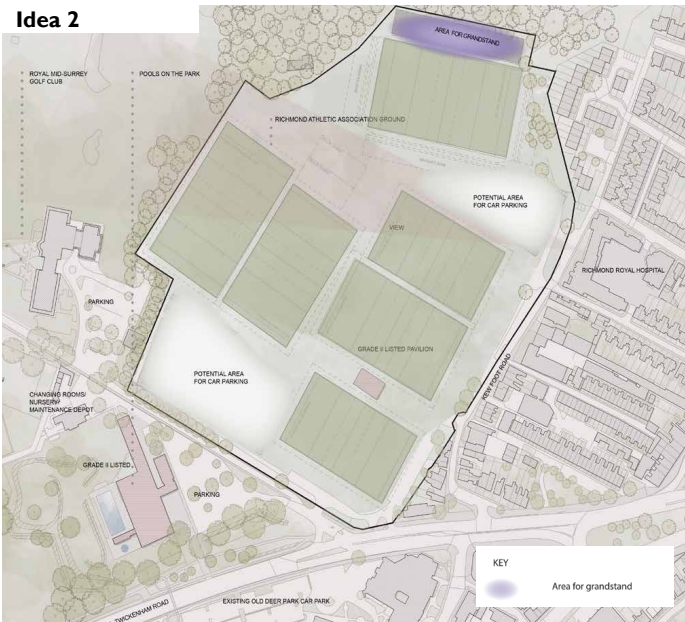 Idea 2
AREA FOR GRANDSTAND
ROYAL MID-SURREY
GOLF CLUB
POOLS ON THE PARK
RICHMOND ATHLETIC ASSOCIATION GROUND
POTENTIAL AREA
FOR CAR PARKING
VIEW
RICHMOND ROYAL HOSPITAL
PARKING
GRADE II LISTED PAVILION
KEW FOOT ROAD
POTENTIAL AREA
FOR CAR PARKING
CHANGING ROOMS/
NURSERY/
MAINTENANCE DEPOT
GRADE II LISTED
PARKING
KEY
Area for grandstand
TWICKENHAM ROAD
EXISTING OLD DEER PARK CAR PARK